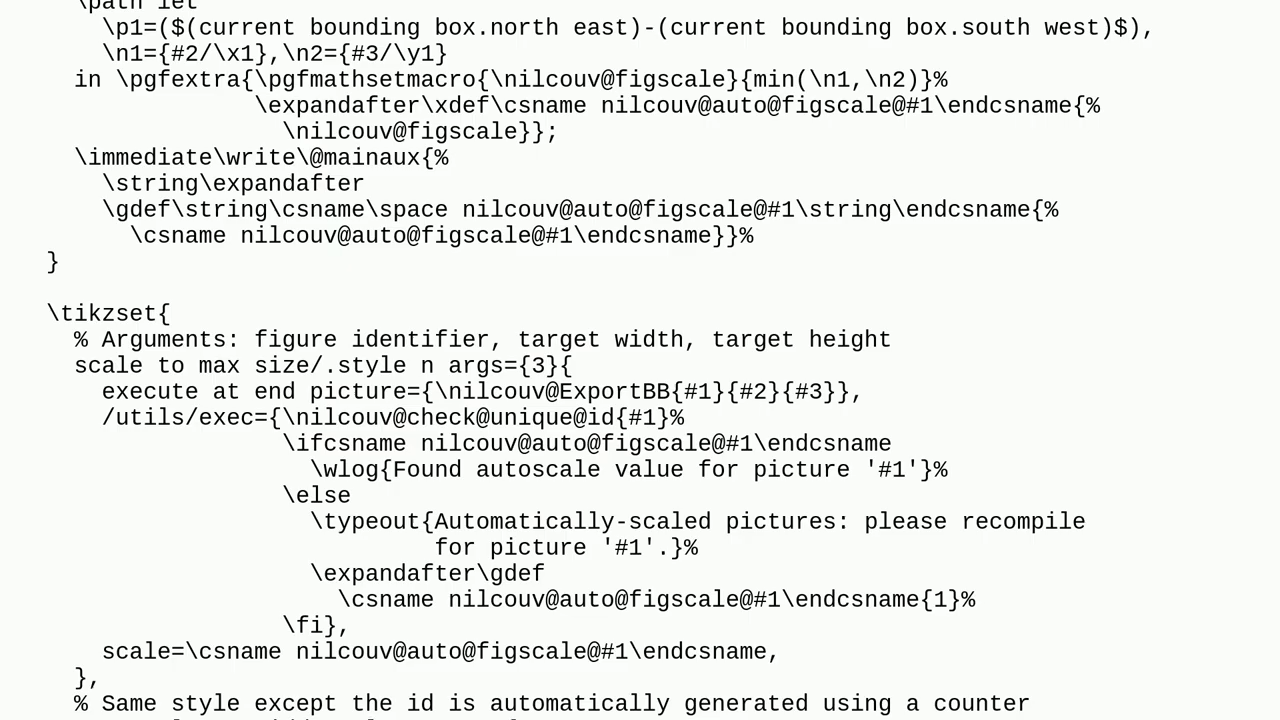 \path let
\p1=($(current bounding box.north east)-(current bounding box.south west)$),
\n1={#2/\x1},\n2={#3/\y1}
in \pgfextra{\pgfmathsetmacro{\nilcouv@figscale}{min(\n1,\n2)}%
\expandafter\xdef\csname nilcouv@auto@figscale@#1\endcsname{%
\nilcouv@figscale}};
\immediate\write\@mainaux{%
\string\expandafter
\gdef\string\csname\space nilcouv@auto@figscale@#1\string\endcsname{%
\csname nilcouv@auto@figscale@#1\endcsname}}%
}
\tikzset{
% Arguments: figure identifier, target width, target height
scale to max size/.style n args={3}{
execute at end picture={\nilcouv@ExportBB{#1}{#2}{#3}},
/utils/exec={\nilcouv@check@unique@id{#1}%
\ifcsname nilcouv@auto@figscale@#1\endcsname
\wlog{Found autoscale value for picture '#1'}%
\else
\typeout{Automatically-scaled pictures: please recompile
for picture '#1'.}%
\expandafter\gdef
\csname nilcouv@auto@figscale@#1\endcsname{1}%
\fi},
scale=\csname nilcouv@auto@figscale@#1\endcsname,
},
% Same style except the id is automatically generated using a counter